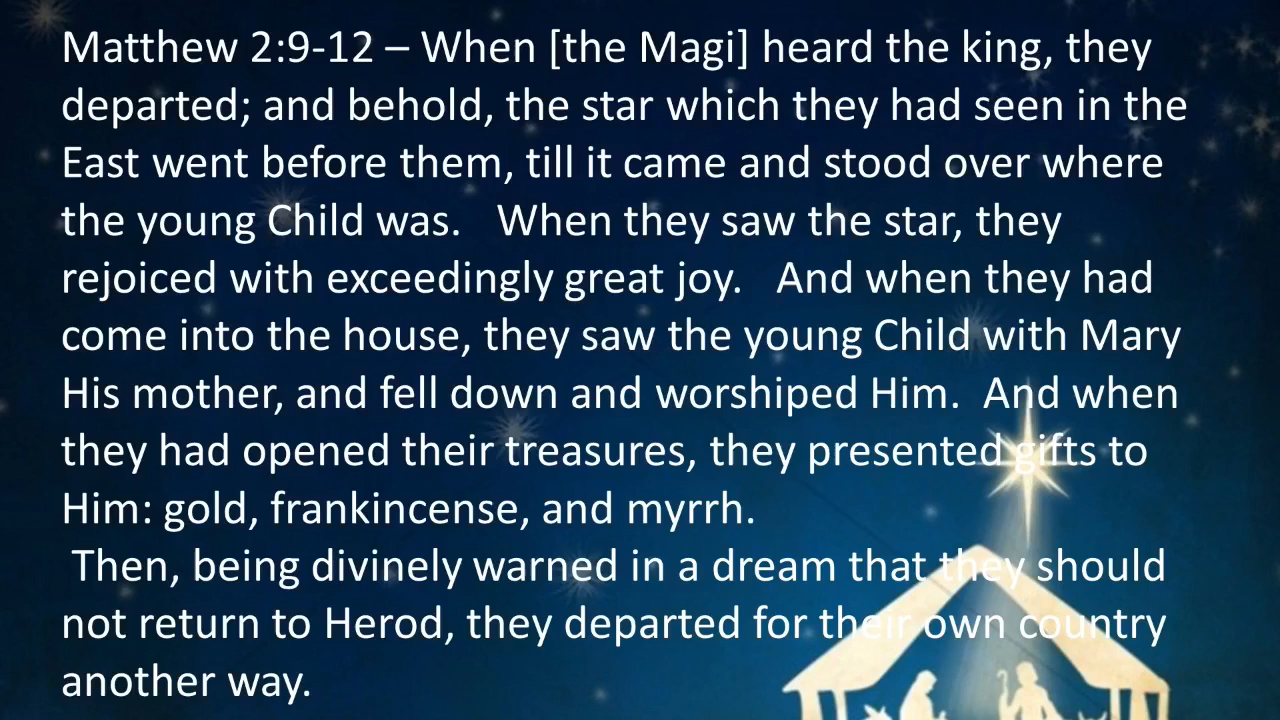 Matthew 2:9-12 – When [the Magi] heard the king, they
departed; and behold, the star which they had seen in the
East went before them, till it came and stood over where
the young Child was. When they saw the star, they
rejoiced with exceedingly great joy. And when they had
come into the house, they saw the young Child with Mary
His mother, and fell down and worshiped Him. And when
they had opened their treasures, they presented gifts to
Him: gold, frankincense, and myrrh.
Then, being divinely warned in a dream that they should
not return to Herod, they departed for their own country
another way.